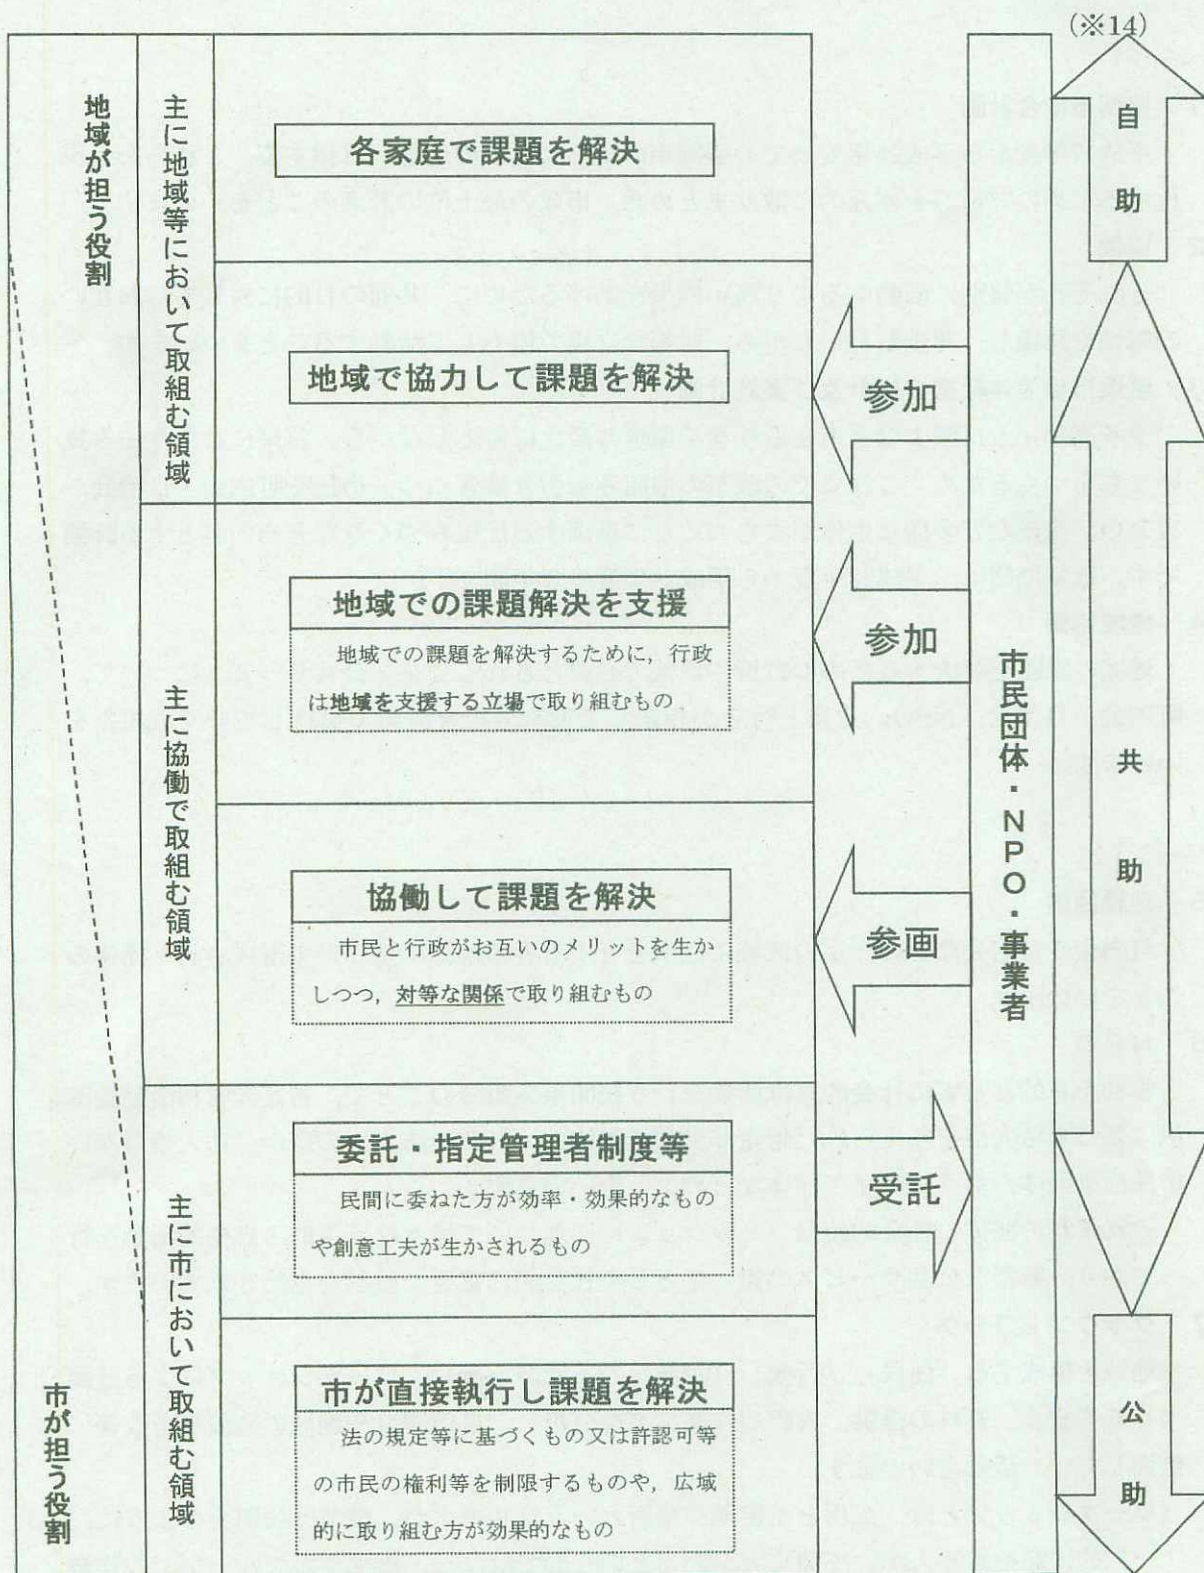 (※14)
地域が担う役割
市が担う役割
主に地域等において取組む領域
主に協働で取組む領域
主に市において取組む領域
各家庭で課題を解決
地域で協力して課題を解決
地域での課題解決を支援
地域での課題を解決するために，行政
は地域を支援する立場で取り組むもの
協働して課題を解決
市民と行政がお互いのメリットを生か
しつつ，対等な関係で取り組むもの
委託・指定管理者制度等
民間に委ねた方が効率・効果的なもの
や創意工夫が生かされるもの
市が直接執行し課題を解決
法の規定等に基づくもの又は許認可等
の市民の権利等を制限するものや，広域
的に取り組む方が効果的なもの
参加
参加
参画
受託
市民団体・ＮＰＯ・事業者
自助
共助
公助